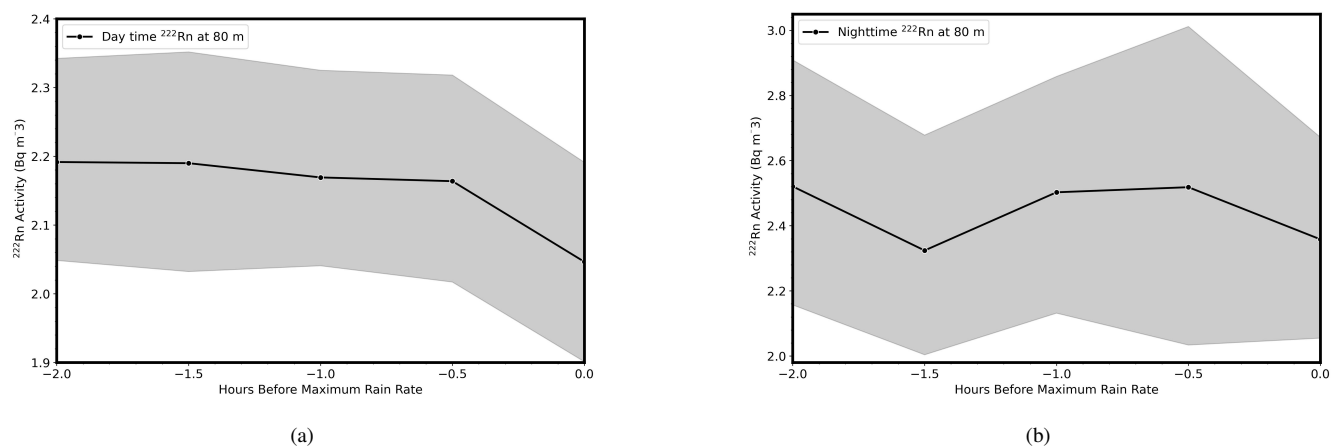 2.4
2.3
2.2
2.1
2.0
1.9
²²²Rn Activity (Bq m¯3)
Day time ²²²Rn at 80 m
−2.0 −1.5 −1.0 −0.5 0.0
Hours Before Maximum Rain Rate
(a)
3.0
2.8
2.6
2.4
2.2
2.0
²²²Rn Activity (Bq m¯3)
Nighttime ²²²Rn at 80 m
−2.0 −1.5 −1.0 −0.5 0.0
Hours Before Maximum Rain Rate
(b)